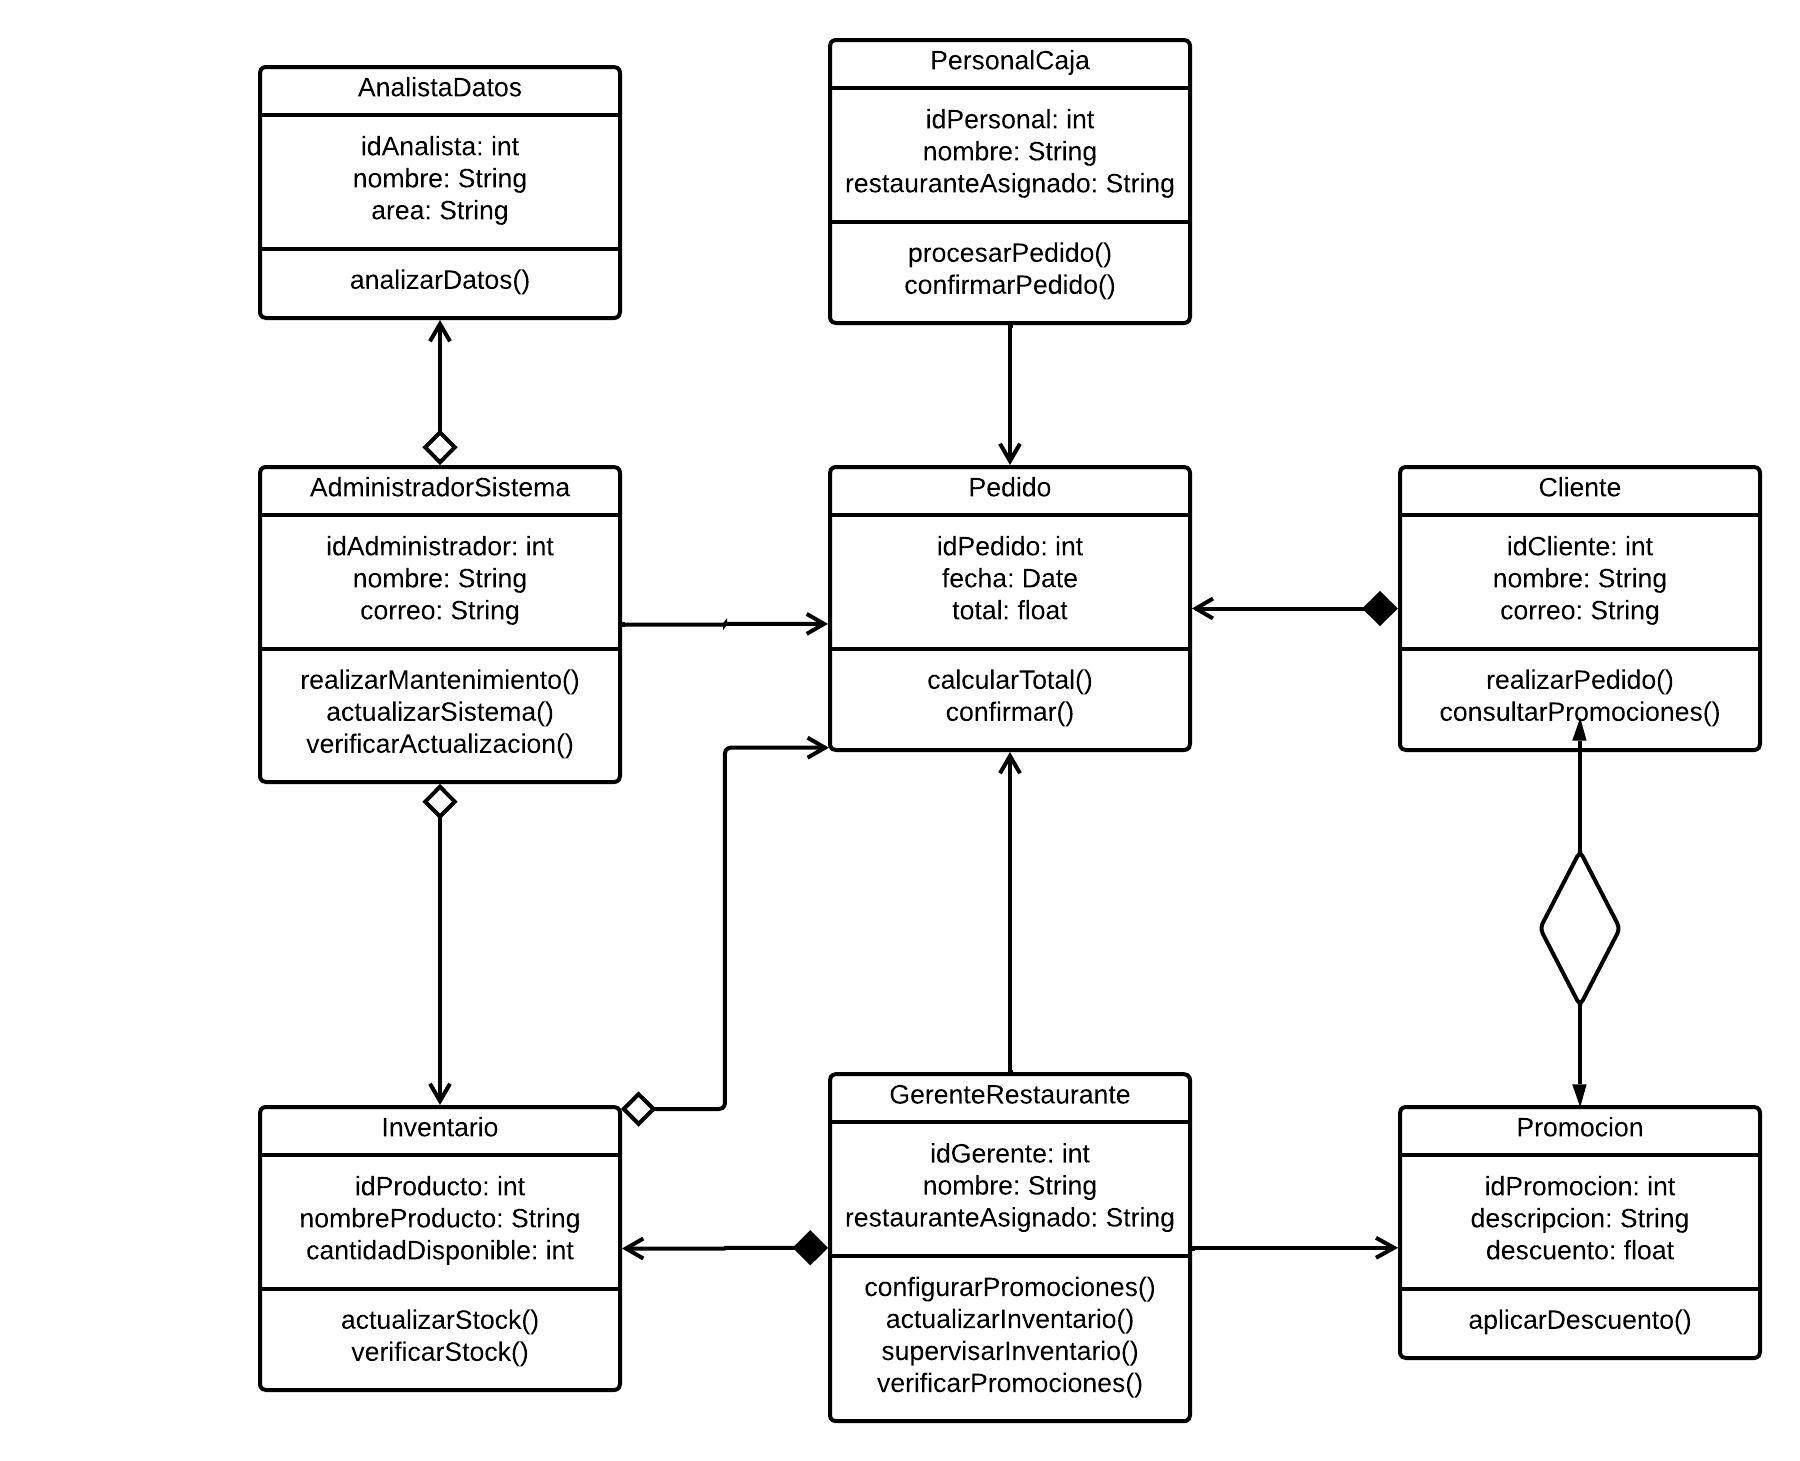 AnalistaDatos
idAnalista: int
nombre: String
area: String
analizarDatos()
PersonalCaja
idPersonal: int
nombre: String
restauranteAsignado: String
procesarPedido()
confirmarPedido()
AdministradorSistema
idAdministrador: int
nombre: String
correo: String
realizarMantenimiento()
actualizarSistema()
verificarActualizacion()
Pedido
idPedido: int
fecha: Date
total: float
calcularTotal()
confirmar()
Cliente
idCliente: int
nombre: String
correo: String
realizarPedido()
consultarPromociones()
Inventario
idProducto: int
nombreProducto: String
cantidadDisponible: int
actualizarStock()
verificarStock()
GerenteRestaurante
idGerente: int
nombre: String
restauranteAsignado: String
configurarPromociones()
actualizarInventario()
supervisarInventario()
verificarPromociones()
Promocion
idPromocion: int
descripcion: String
descuento: float
aplicarDescuento()